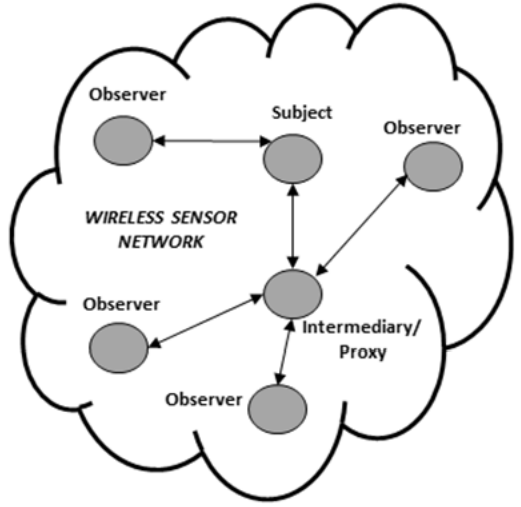 Observer
Subject
Observer
WIRELESS SENSOR
NETWORK
Observer
Intermediary/
Proxy
Observer